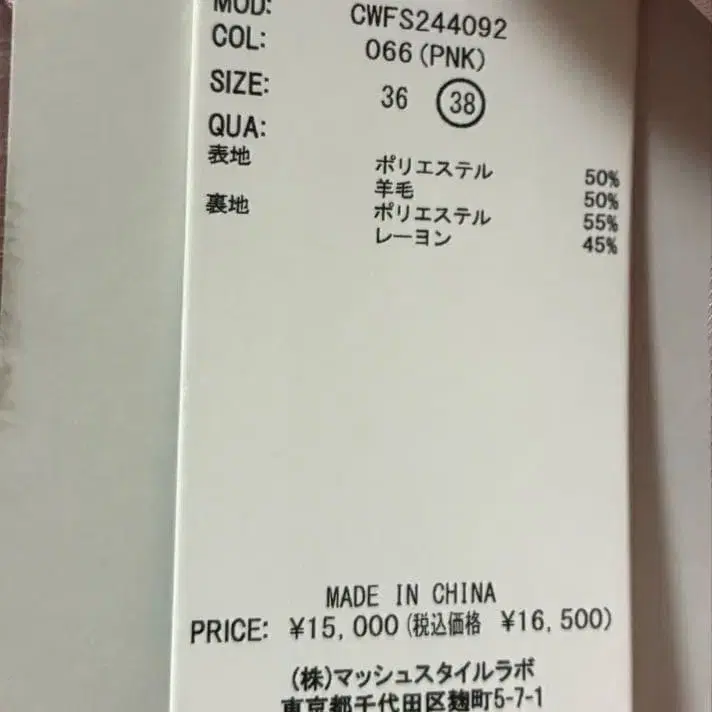 MOD: CWFS244092
COL: 066(PNK)
SIZE: 36 38
QUA:
表地 ポリエステル 50%
羊毛 50%
裏地 ポリエステル 55%
レーヨン 45%
MADE IN CHINA
PRICE: ¥15,000(税込価格 ¥16,500)
(株)マッシュスタイルラボ
東京都千代田区麹町5-7-1